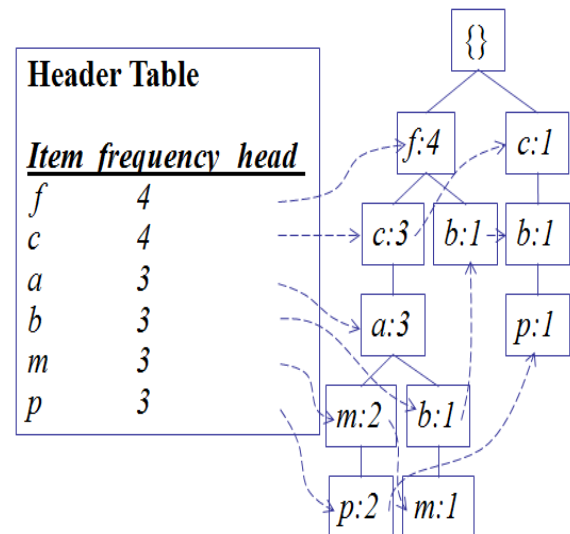 {}
Header Table
Item frequency head
f 4
c 4
a 3
b 3
m 3
p 3
f:4 c:1
c:3 b:1 b:1
a:3 p:1
m:2 b:1
p:2 m:1